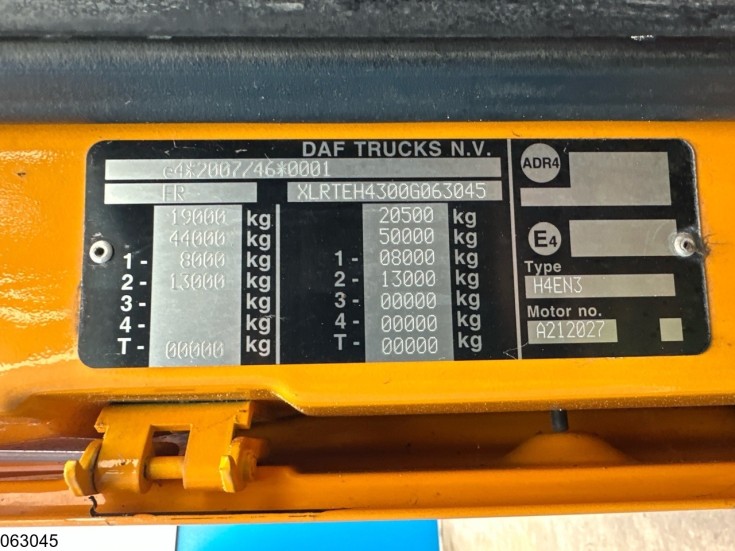 DAF TRUCKS N.V.
e4*2007/46*0001
FR XLRTEH4300G063045
19000 kg 20500 kg
44000 kg 50000 kg
1- 8000 kg 1- 08000 kg
2- 13000 kg 2- 13000 kg
3- kg 3- 00000 kg
4- kg 4- 00000 kg
T- 00000 kg T- 00000 kg
ADR4
E4
Type
H4EN3
Motor no.
A212027
063045